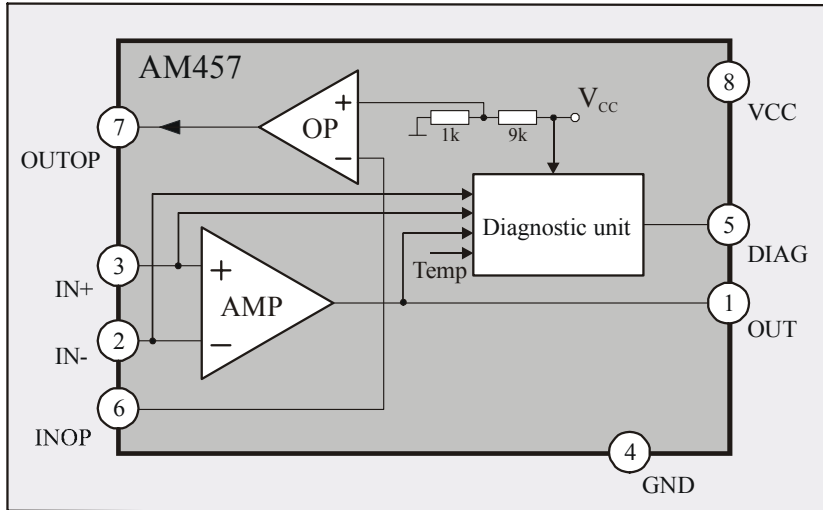 AM457
8
VCC
V_CC
+
OP
−
1k
9k
7
OUTOP
Diagnostic unit
5
DIAG
3
IN+
+
Temp
AMP
1
OUT
2
IN-
−
6
INOP
4
GND